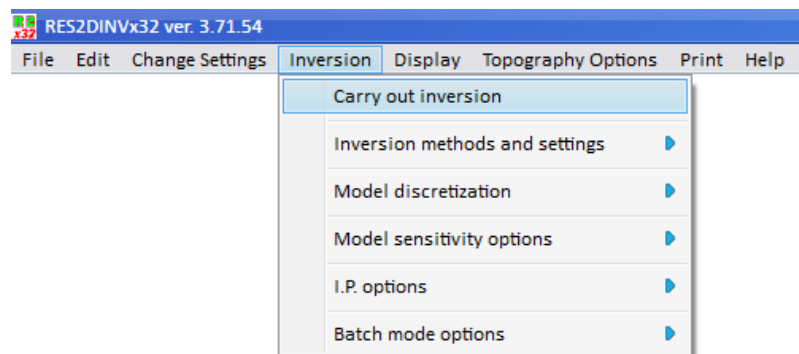 RES2DINVx32 ver. 3.71.54
File Edit Change Settings Inversion Display Topography Options Print Help
Carry out inversion
Inversion methods and settings
Model discretization
Model sensitivity options
I.P. options
Batch mode options